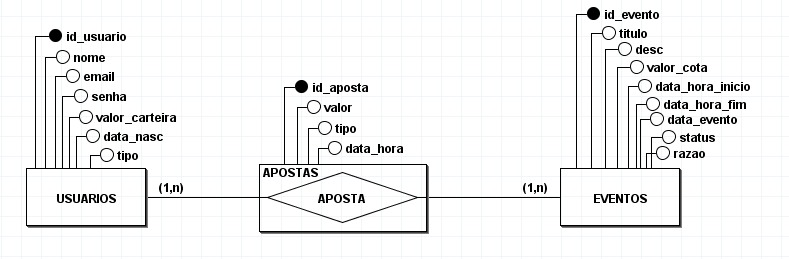 id_usuario
nome
email
senha
valor_carteira
data_nasc
tipo
USUARIOS
(1,n)
id_aposta
valor
tipo
data_hora
APOSTAS
APOSTA
(1,n)
id_evento
titulo
desc
valor_cota
data_hora_inicio
data_hora_fim
data_evento
status
razao
EVENTOS